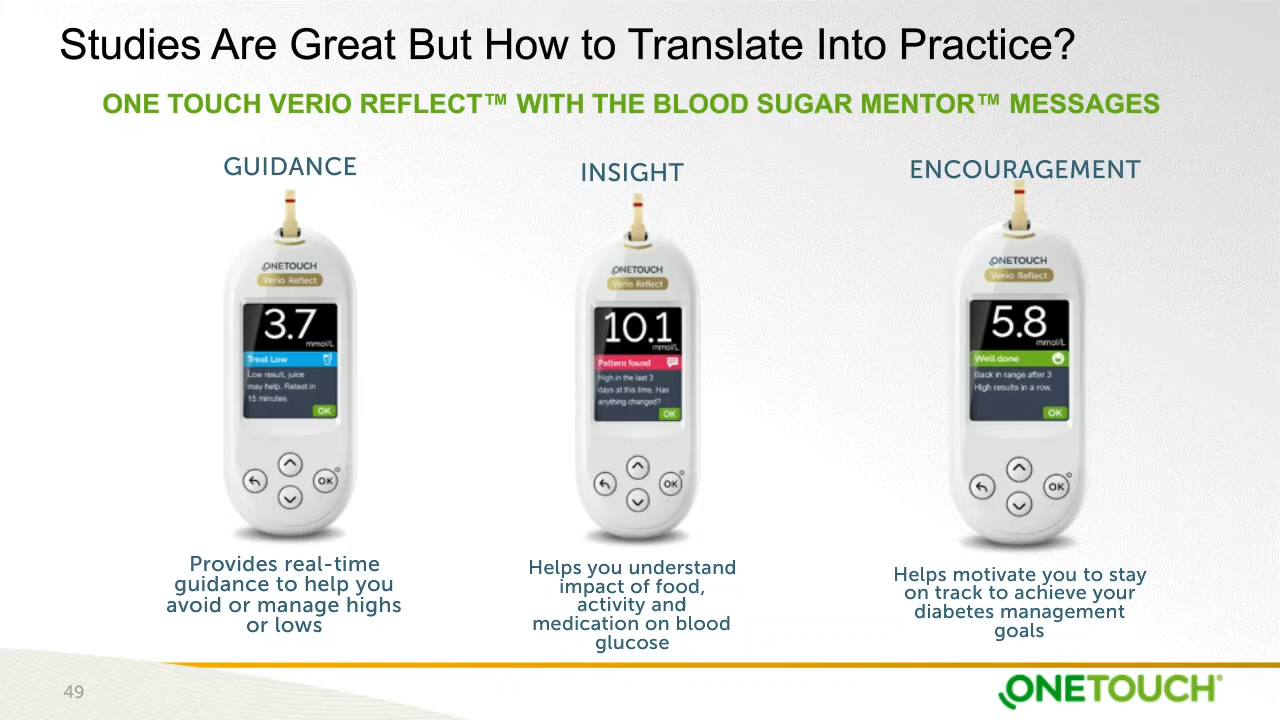 Studies Are Great But How to Translate Into Practice?
ONE TOUCH VERIO REFLECT™ WITH THE BLOOD SUGAR MENTOR™ MESSAGES
GUIDANCE
ONETOUCH
Verio Reflect
3.7
mmol/L
Treat Low
Low result, juice
may help. Retest in
15 minutes.
OK
OK
Provides real-time
guidance to help you
avoid or manage highs
or lows
INSIGHT
ONETOUCH
Verio Reflect
10.1
mmol/L
Pattern found
High in the last 3
days at this time. Has
anything changed?
OK
OK
Helps you understand
impact of food,
activity and
medication on blood
glucose
ENCOURAGEMENT
ONETOUCH
Verio Reflect
5.8
mmol/L
Well done
Back in range after 3
High results in a row.
OK
OK
Helps motivate you to stay
on track to achieve your
diabetes management
goals
49
ONETOUCH®